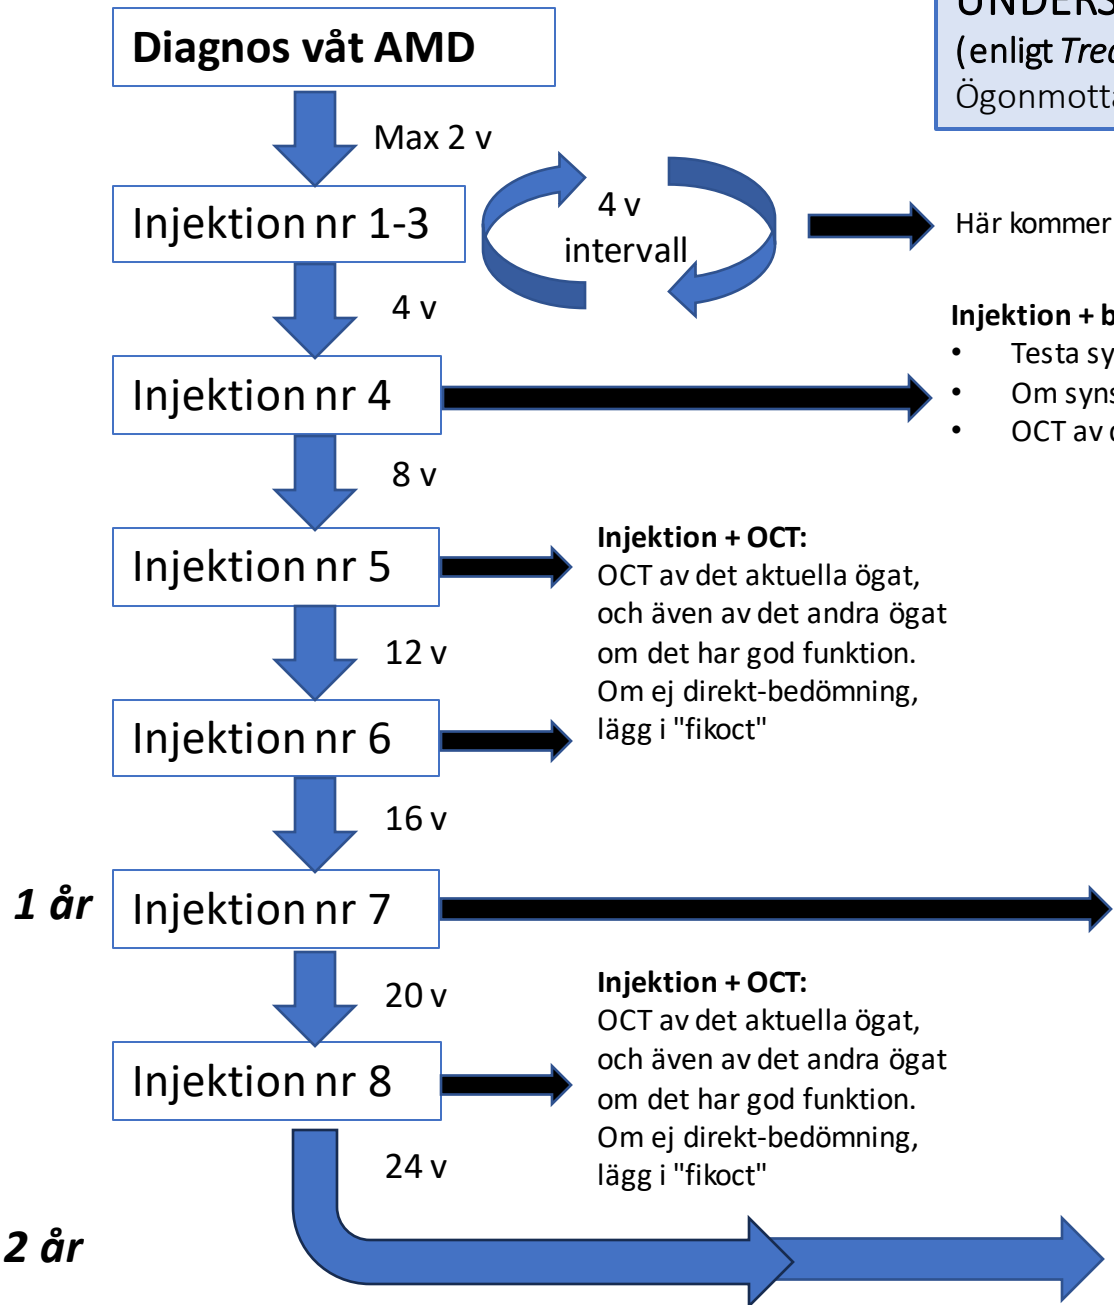 Diagnos våt AMD
(enligt
Max 2 v
Injektion nr 1-3
4 v
intervall
Här kommer
4 v
Injektion +
Injektion nr 4
• Testa
• Om
• OCT av
8 v
Injektion nr 5
Injektion + OCT:
OCT av det aktuella ögat,
och även av det andra ögat
om det har god funktion.
Om ej direkt-bedömning,
lägg i "fikoct"
12 v
Injektion nr 6
16 v
1 år
Injektion nr 7
20 v
Injektion nr 8
Injektion + OCT:
OCT av det aktuella ögat,
och även av det andra ögat
om det har god funktion.
Om ej direkt-bedömning,
lägg i "fikoct"
24 v
2 år